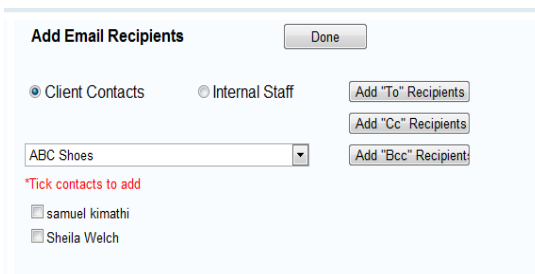 Add Email Recipients
Done
Client Contacts
Internal Staff
Add "To" Recipients
Add "Cc" Recipients
ABC Shoes
Add "Bcc" Recipient
*Tick contacts to add
samuel kimathi
Sheila Welch